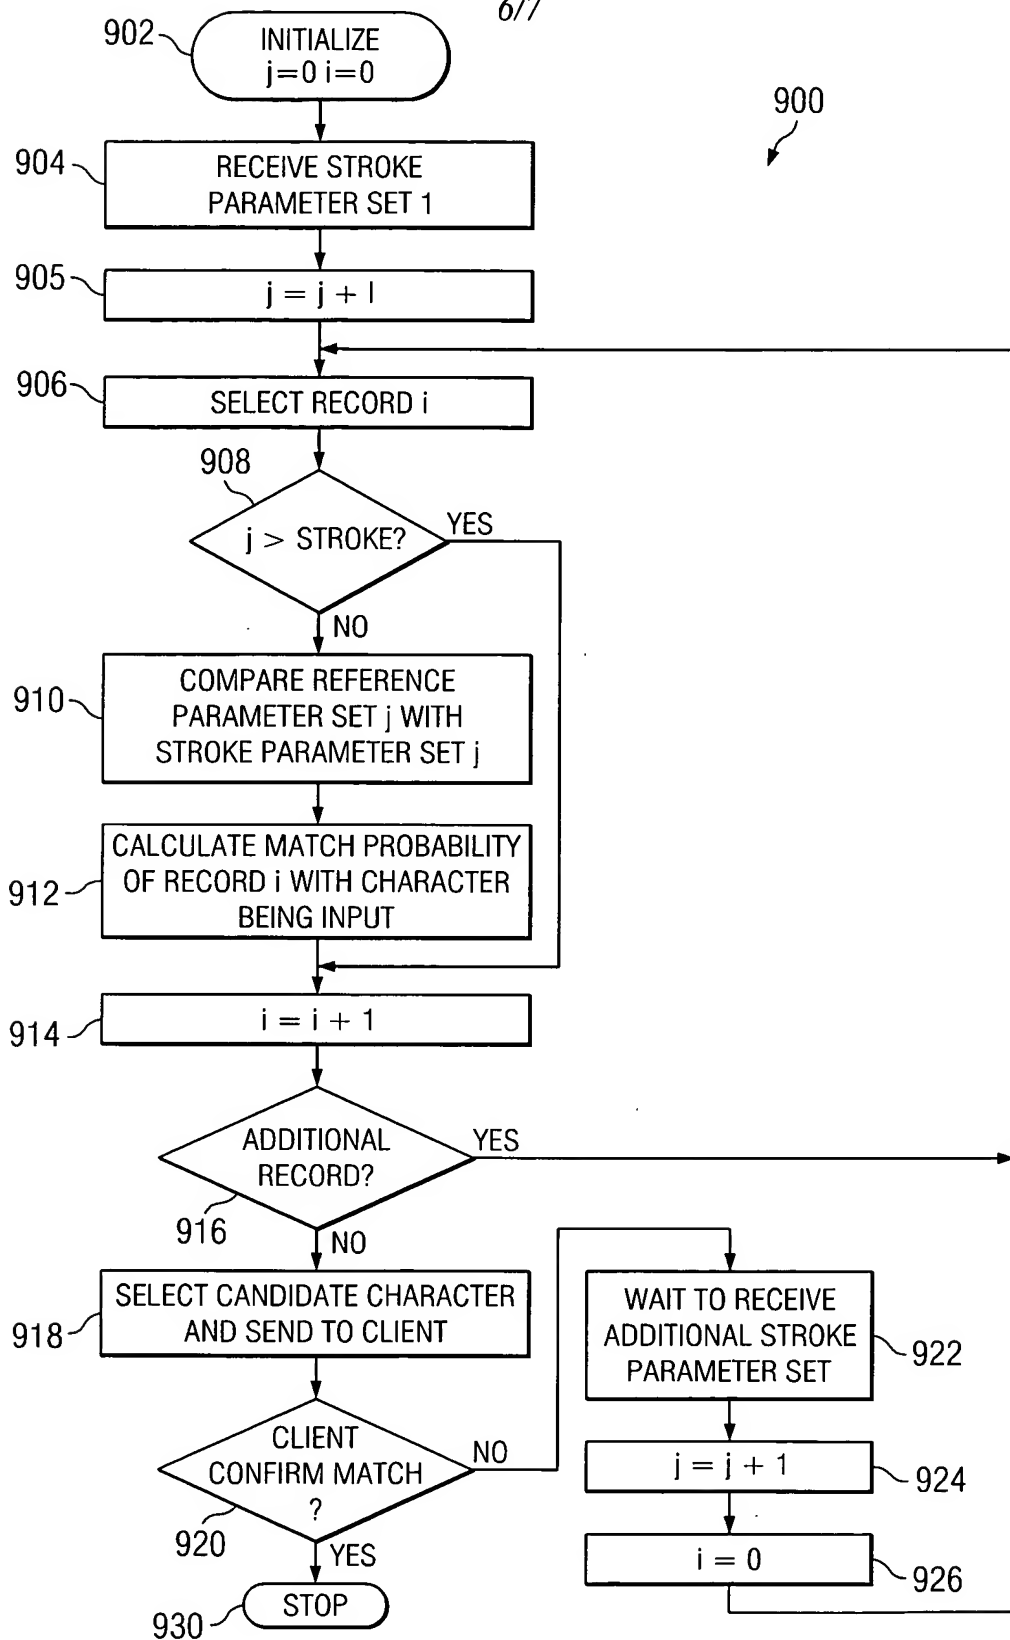 6/7
902
INITIALIZE
j=0 i=0
900
904
RECEIVE STROKE
PARAMETER SET 1
905
j = j + l
906
SELECT RECORD i
908
j > STROKE?
YES
NO
910
COMPARE REFERENCE
PARAMETER SET j WITH
STROKE PARAMETER SET j
912
CALCULATE MATCH PROBABILITY
OF RECORD i WITH CHARACTER
BEING INPUT
914
i = i + 1
ADDITIONAL
RECORD?
YES
916
NO
918
SELECT CANDIDATE CHARACTER
AND SEND TO CLIENT
WAIT TO RECEIVE
ADDITIONAL STROKE
PARAMETER SET
922
CLIENT
CONFIRM MATCH
?
NO
920
YES
j = j + 1
924
i = 0
926
STOP
930